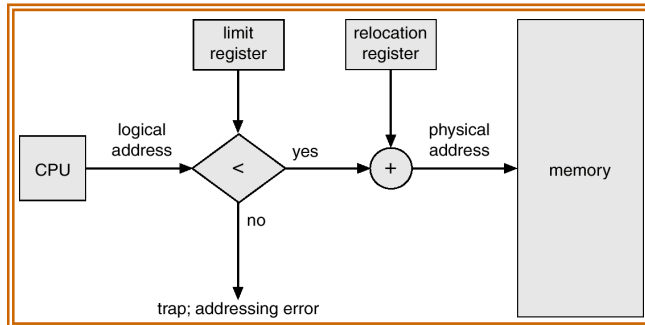 limit
register
relocation
register
logical
address
yes
physical
address
CPU
<
+
memory
no
trap; addressing error